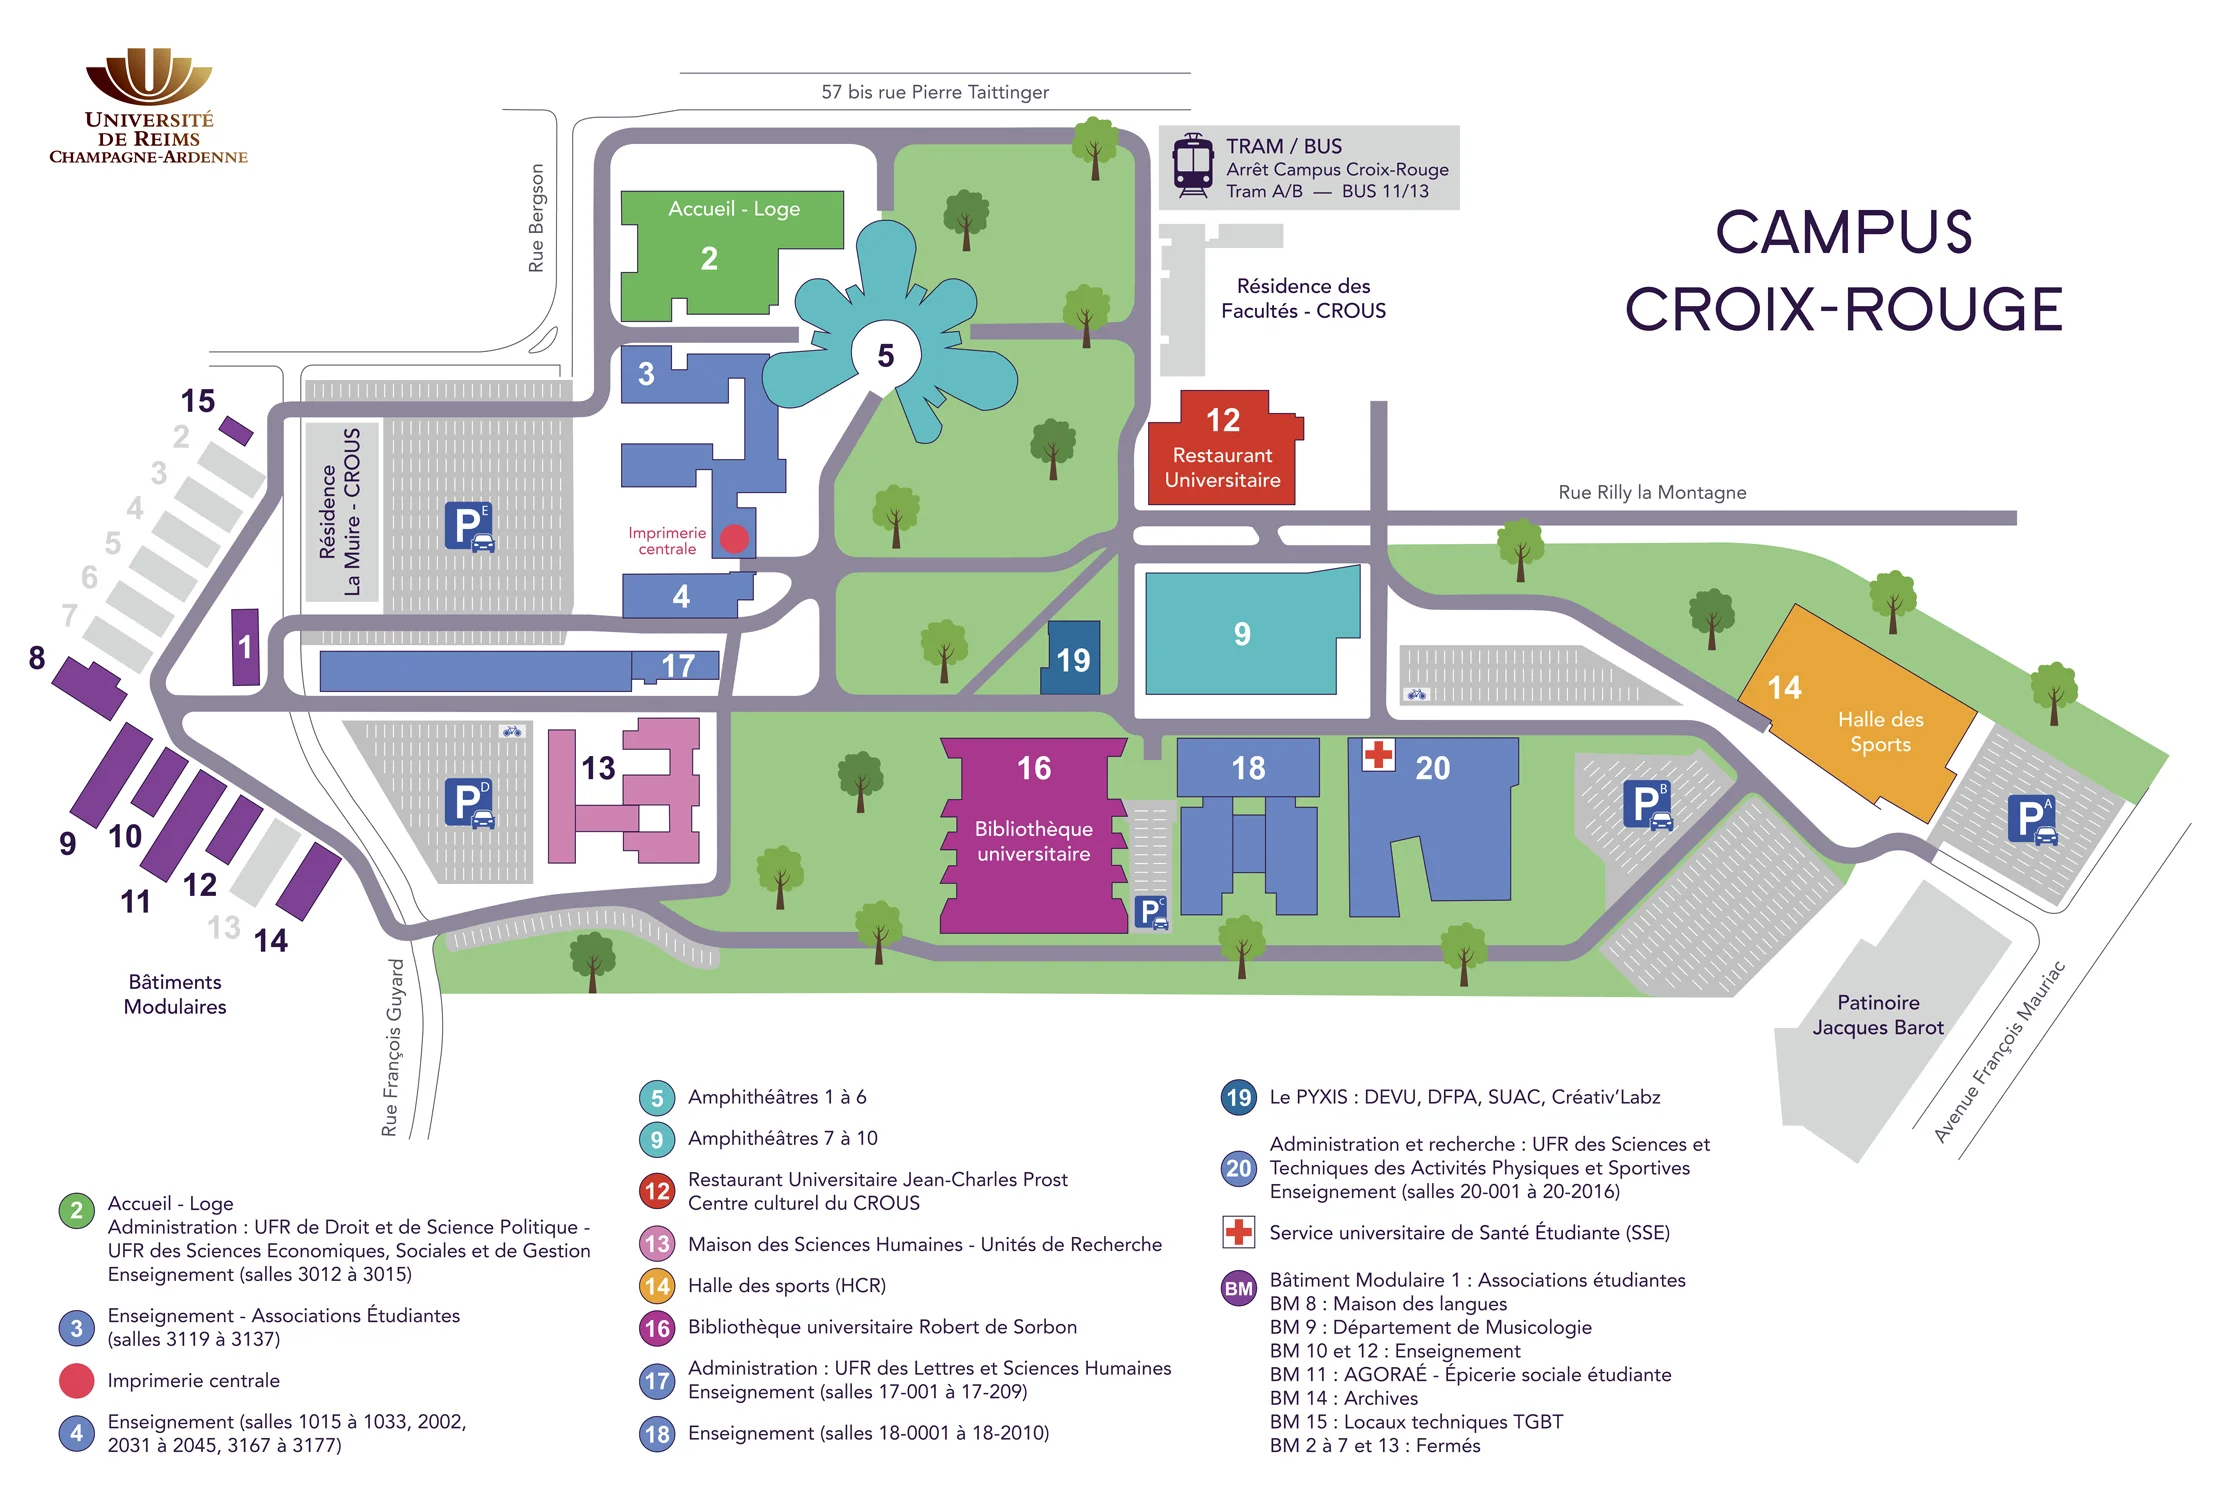 UNIVERSITÉ
DE REIMS
CHAMPAGNE-ARDENNE
57 bis rue Pierre Taittinger
Rue Bergson
TRAM / BUS
Arrêt Campus Croix-Rouge
Tram A/B — BUS 11/13
CAMPUS
CROIX-ROUGE
Accueil - Loge
2
5
3
Résidence des
Facultés - CROUS
12
Restaurant
Universitaire
Rue Rilly la Montagne
15
2
3
4
5
6
7
8
Résidence
La Muire - CROUS
P E
Imprimerie
centrale
4
1
17
19
9
14
Halle des
Sports
13
16
Bibliothèque
universitaire
18
20
P D
P C
P B
P A
9
10
11
12
13
14
Bâtiments
Modulaires
Rue François Guyard
Patinoire
Jacques Barot
Avenue François Mauriac
2 Accueil - Loge
Administration : UFR de Droit et de Science Politique -
UFR des Sciences Economiques, Sociales et de Gestion
Enseignement (salles 3012 à 3015)
3 Enseignement - Associations Étudiantes
(salles 3119 à 3137)
Imprimerie centrale
4 Enseignement (salles 1015 à 1033, 2002,
2031 à 2045, 3167 à 3177)
5 Amphithéâtres 1 à 6
9 Amphithéâtres 7 à 10
12 Restaurant Universitaire Jean-Charles Prost
Centre culturel du CROUS
13 Maison des Sciences Humaines - Unités de Recherche
14 Halle des sports (HCR)
16 Bibliothèque universitaire Robert de Sorbon
17 Administration : UFR des Lettres et Sciences Humaines
Enseignement (salles 17-001 à 17-209)
18 Enseignement (salles 18-0001 à 18-2010)
19 Le PYXIS : DEVU, DFPA, SUAC, Créativ'Labz
20 Administration et recherche : UFR des Sciences et
Techniques des Activités Physiques et Sportives
Enseignement (salles 20-001 à 20-2016)
Service universitaire de Santé Étudiante (SSE)
BM Bâtiment Modulaire 1 : Associations étudiantes
BM 8 : Maison des langues
BM 9 : Département de Musicologie
BM 10 et 12 : Enseignement
BM 11 : AGORAÉ - Épicerie sociale étudiante
BM 14 : Archives
BM 15 : Locaux techniques TGBT
BM 2 à 7 et 13 : Fermés